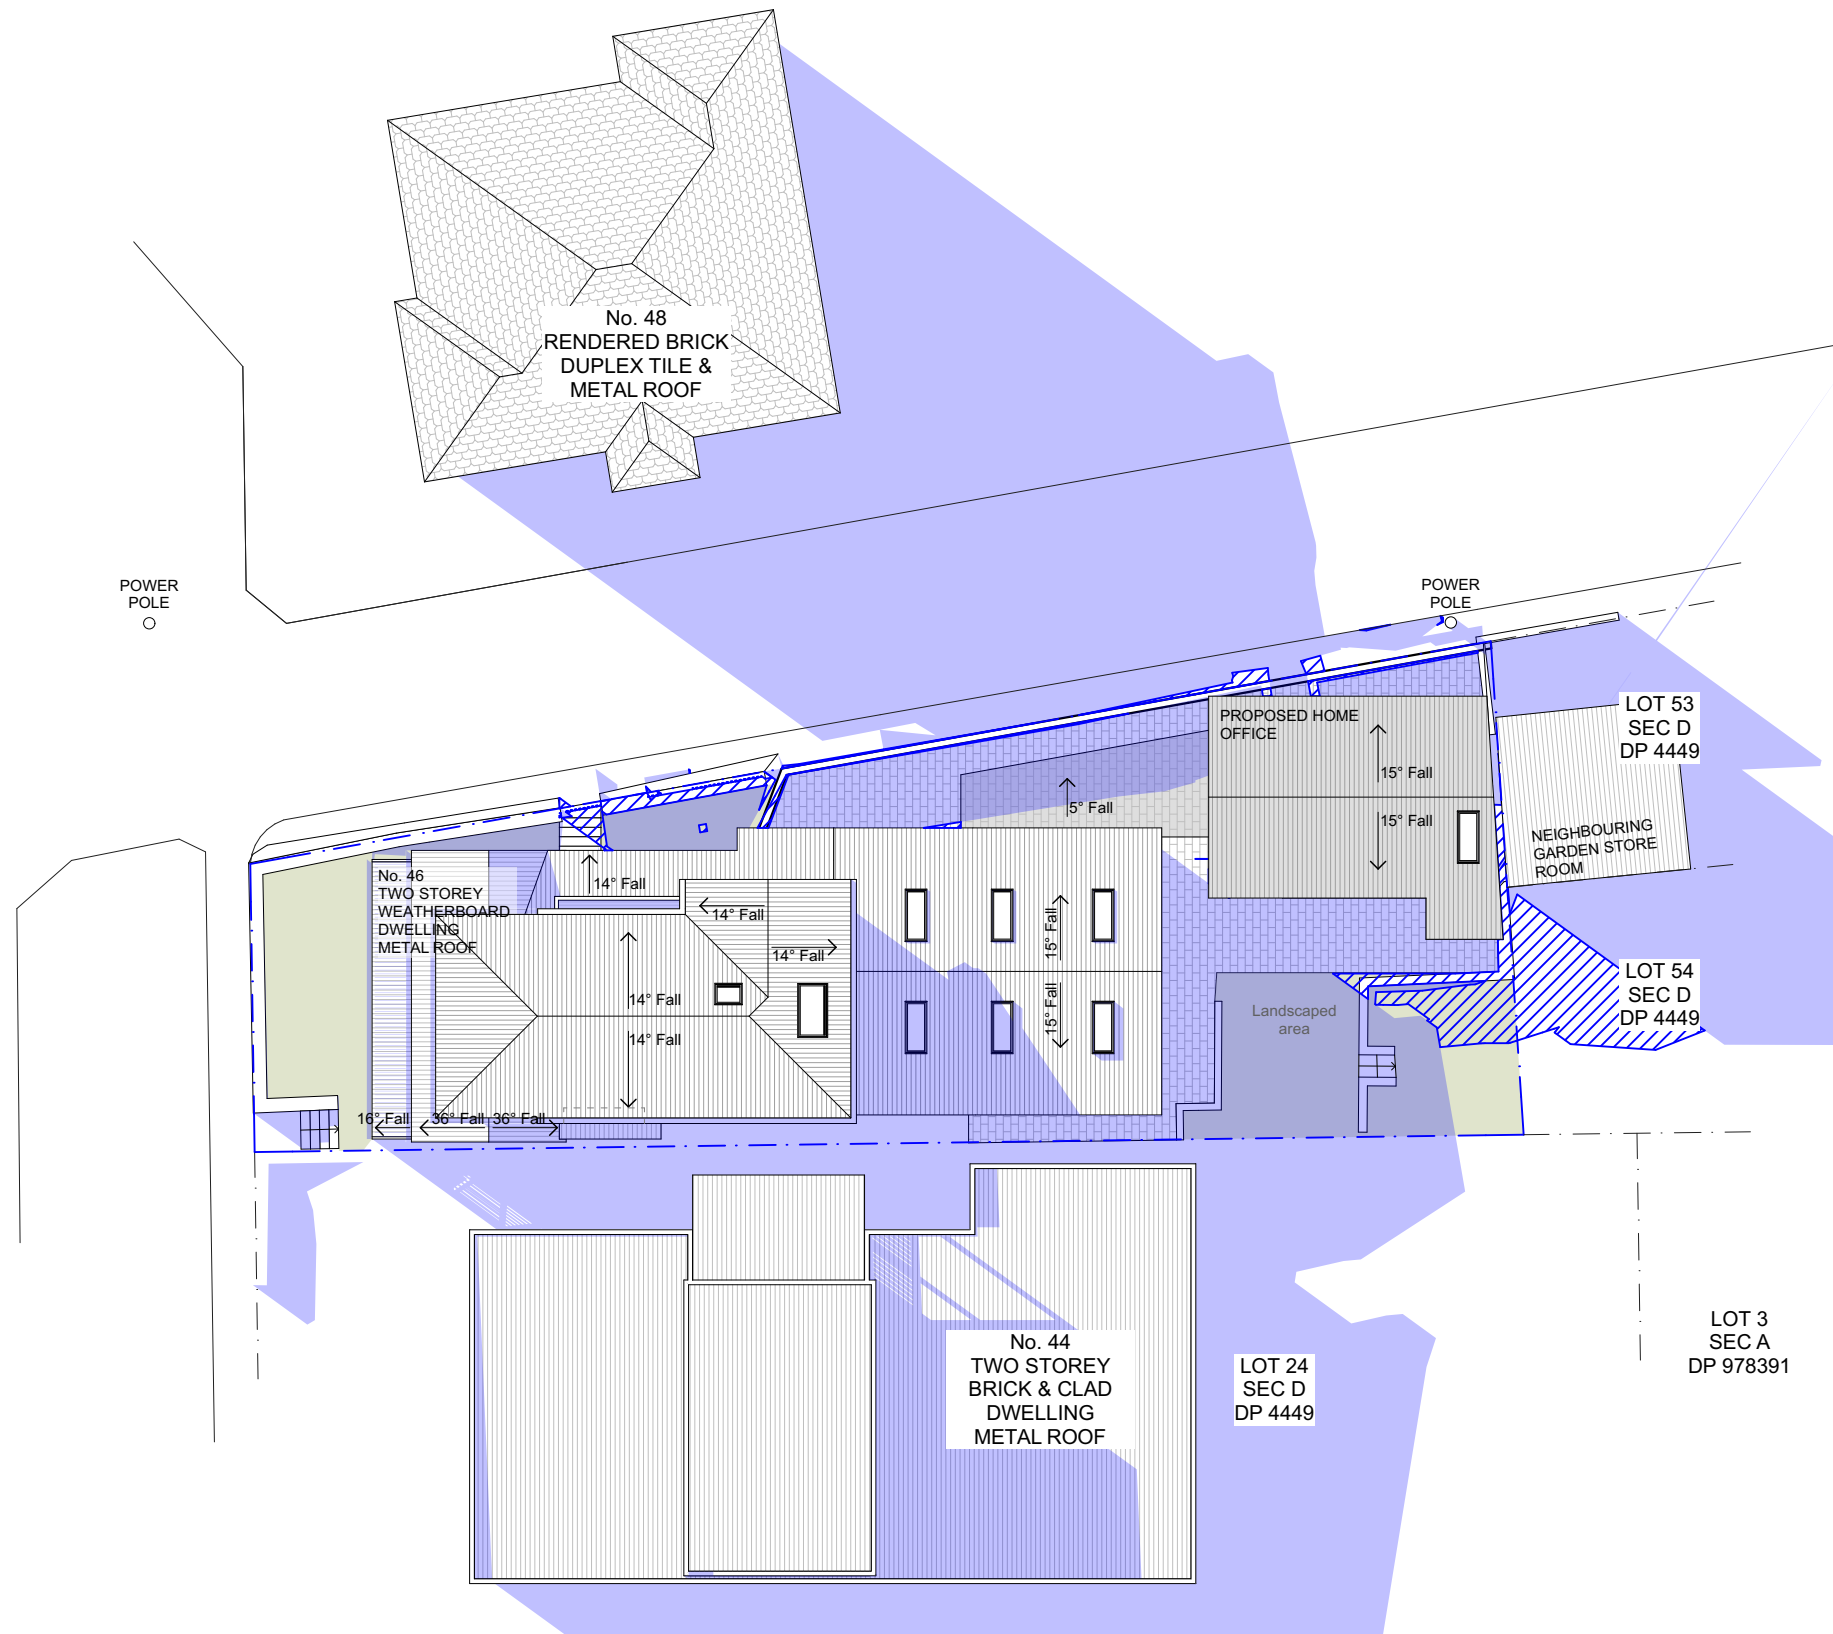 No. 48
RENDERED BRICK
DUPLEX TILE &
METAL ROOF
POWER
POLE
POWER
POLE
LOT 53
SEC D
DP 4449
PROPOSED HOME
OFFICE
15° Fall
15° Fall
5° Fall
NEIGHBOURING
GARDEN STORE
ROOM
No. 46
TWO STOREY
WEATHERBOARD
DWELLING
METAL ROOF
14° Fall
14° Fall
14° Fall
14° Fall
14° Fall
15° Fall
15° Fall
16° Fall
36° Fall
36° Fall
Landscaped
area
LOT 54
SEC D
DP 4449
No. 44
TWO STOREY
BRICK & CLAD
DWELLING
METAL ROOF
LOT 24
SEC D
DP 4449
LOT 3
SEC A
DP 978391